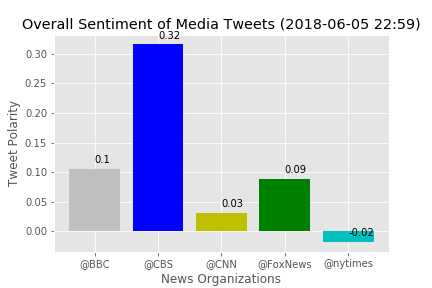 Overall Sentiment of Media Tweets (2018-06-05 22:59)
0.32
0.30
0.25
0.20
0.15
0.10
0.05
0.00
Tweet Polarity
0.1
0.03
0.09
-0.02
@BBC
@CBS
@CNN
@FoxNews
@nytimes
News Organizations